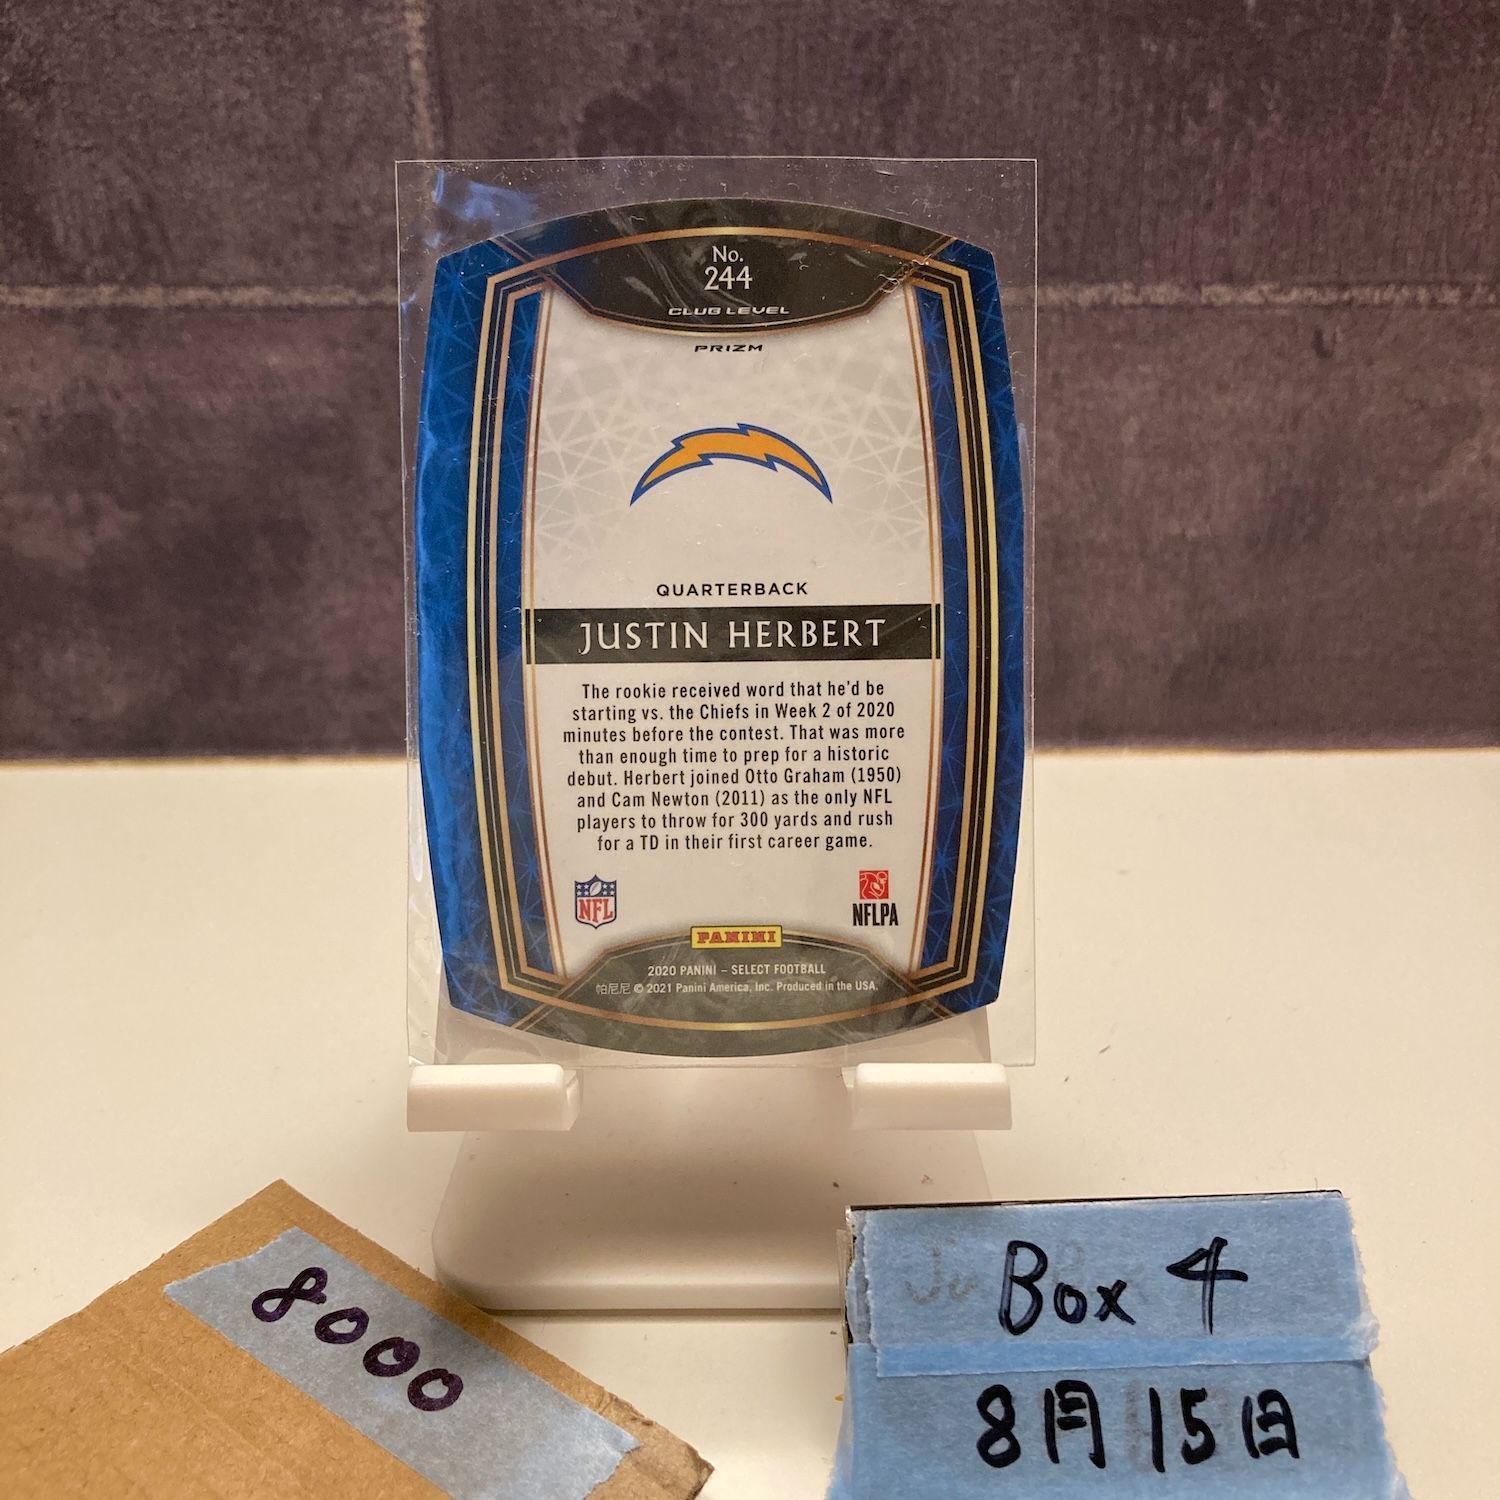 No.
244
CLUB LEVEL
PRIZM
QUARTERBACK
JUSTIN HERBERT
The rookie received word that he'd be
starting vs. the Chiefs in Week 2 of 2020
minutes before the contest. That was more
than enough time to prep for a historic
debut. Herbert joined Otto Graham (1950)
and Cam Newton (2011) as the only NFL
players to throw for 300 yards and rush
for a TD in their first career game.
NFL
NFLPA
PANINI
2020 PANINI – SELECT FOOTBALL
帕尼尼 © 2021 Panini America, Inc. Produced in the USA.
8000
Box 4
8月15日